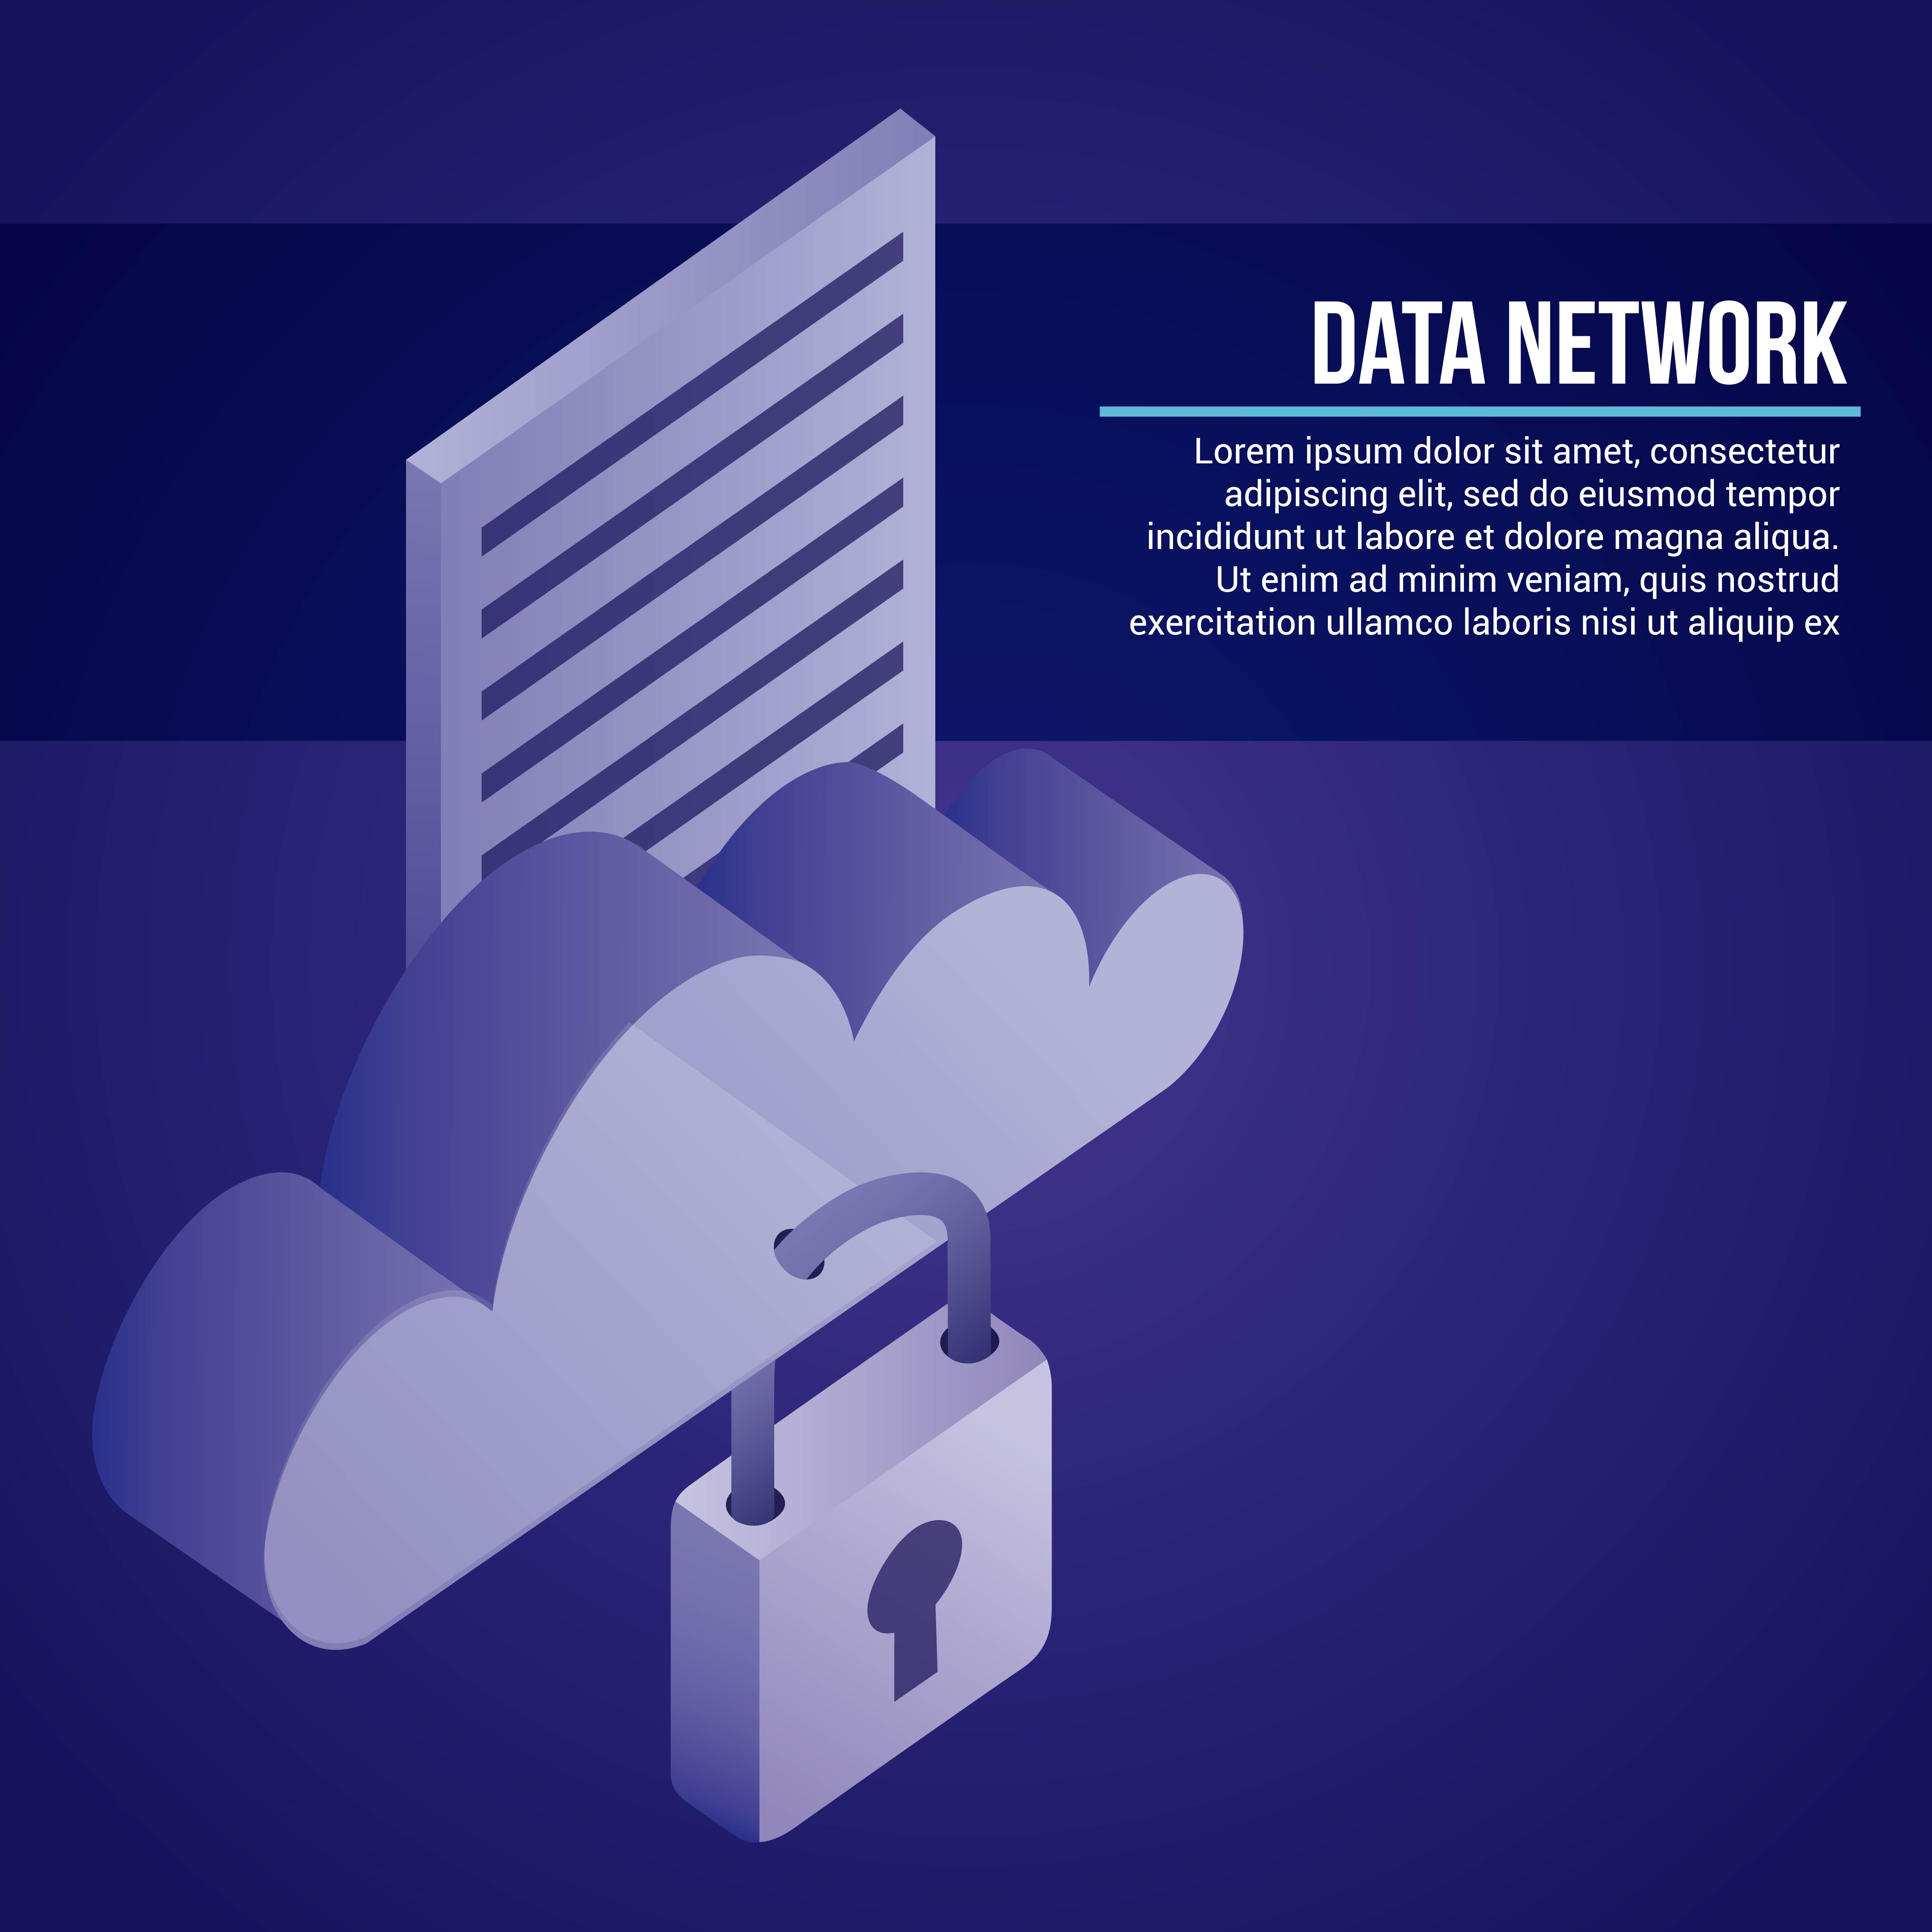 DATA NETWORK
Lorem ipsum dolor sit amet, consectetur
adipiscing elit, sed do eiusmod tempor
incididunt ut labore et dolore magna aliqua.
Ut enim ad minim veniam, quis nostrud
exercitation ullamco laboris nisi ut aliquip ex